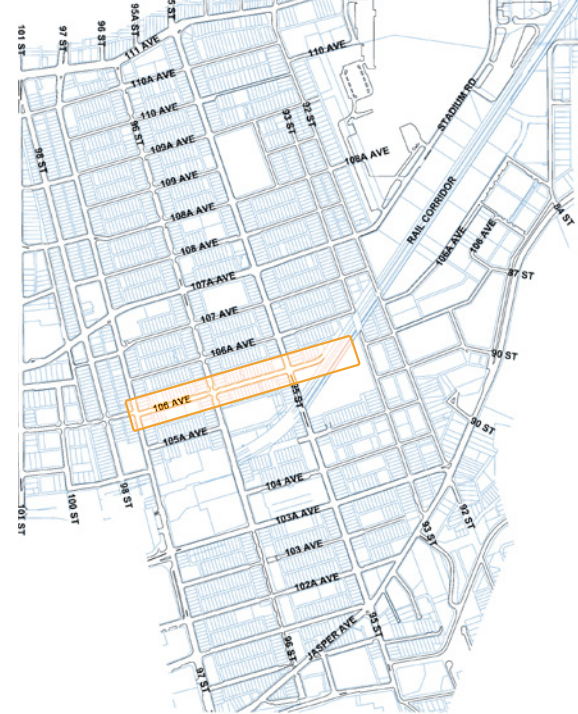 101 ST
97 ST
96 ST
95A ST
111 AVE
110 AVE
110A AVE
110 AVE
96 ST
98 ST
109A AVE
93 ST
92 ST
STADIUM RD
108A AVE
109 AVE
108A AVE
108 AVE
RAIL CORRIDOR
106A AVE
106 AVE
84 ST
87 ST
107A AVE
107 AVE
106A AVE
90 ST
106 AVE
95 ST
105A AVE
90 ST
98 ST
100 ST
101 ST
104 AVE
103A AVE
92 ST
93 ST
103 AVE
102A AVE
JASPER AVE
95 ST
96 ST
97 ST